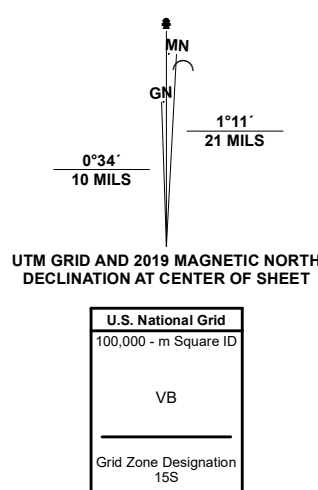 MN
GN
1°11´
21 MILS
0°34´
10 MILS
UTM GRID AND 2019 MAGNETIC NORTH
DECLINATION AT CENTER OF SHEET
U.S. National Grid
100,000 - m Square ID
VB
Grid Zone Designation
15S